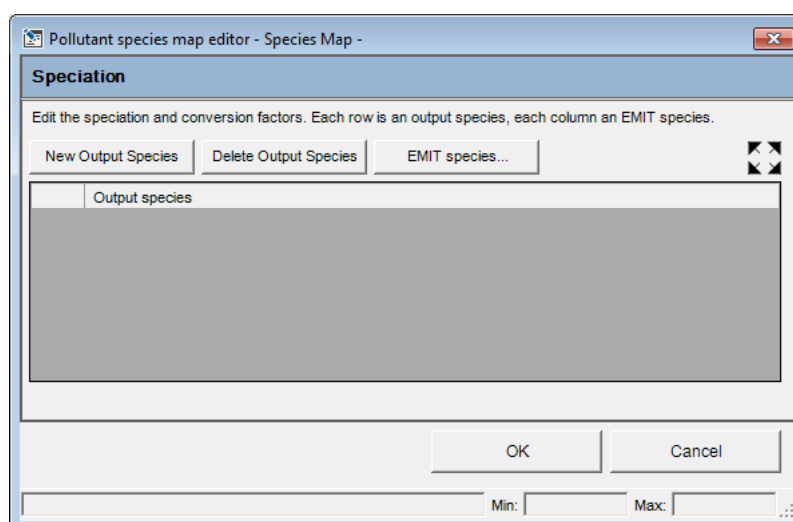 Pollutant species map editor - Species Map -
Speciation
Edit the speciation and conversion factors. Each row is an output species, each column an EMIT species.
New Output Species Delete Output Species EMIT species...
Output species
OK Cancel
Min: Max: